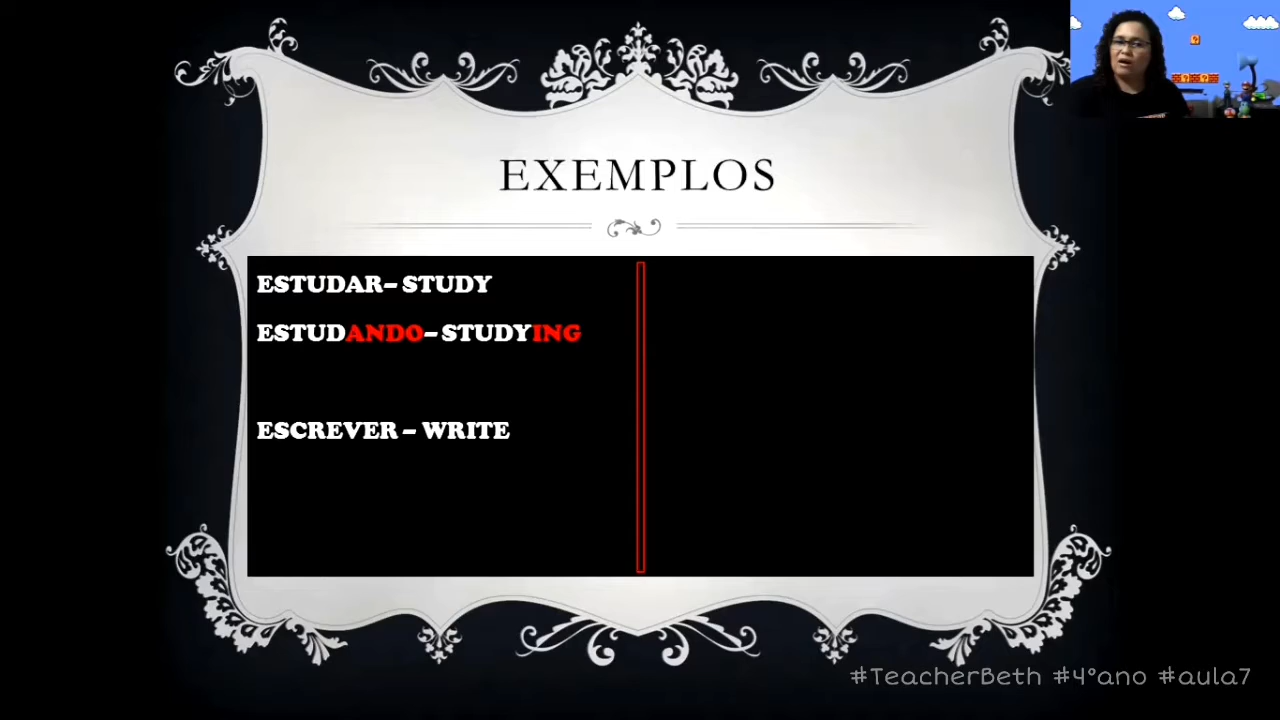 EXEMPLOS
ESTUDAR– STUDY
ESTUDANDO– STUDYING
ESCREVER – WRITE
#TeacherBeth #4°ano #aula7